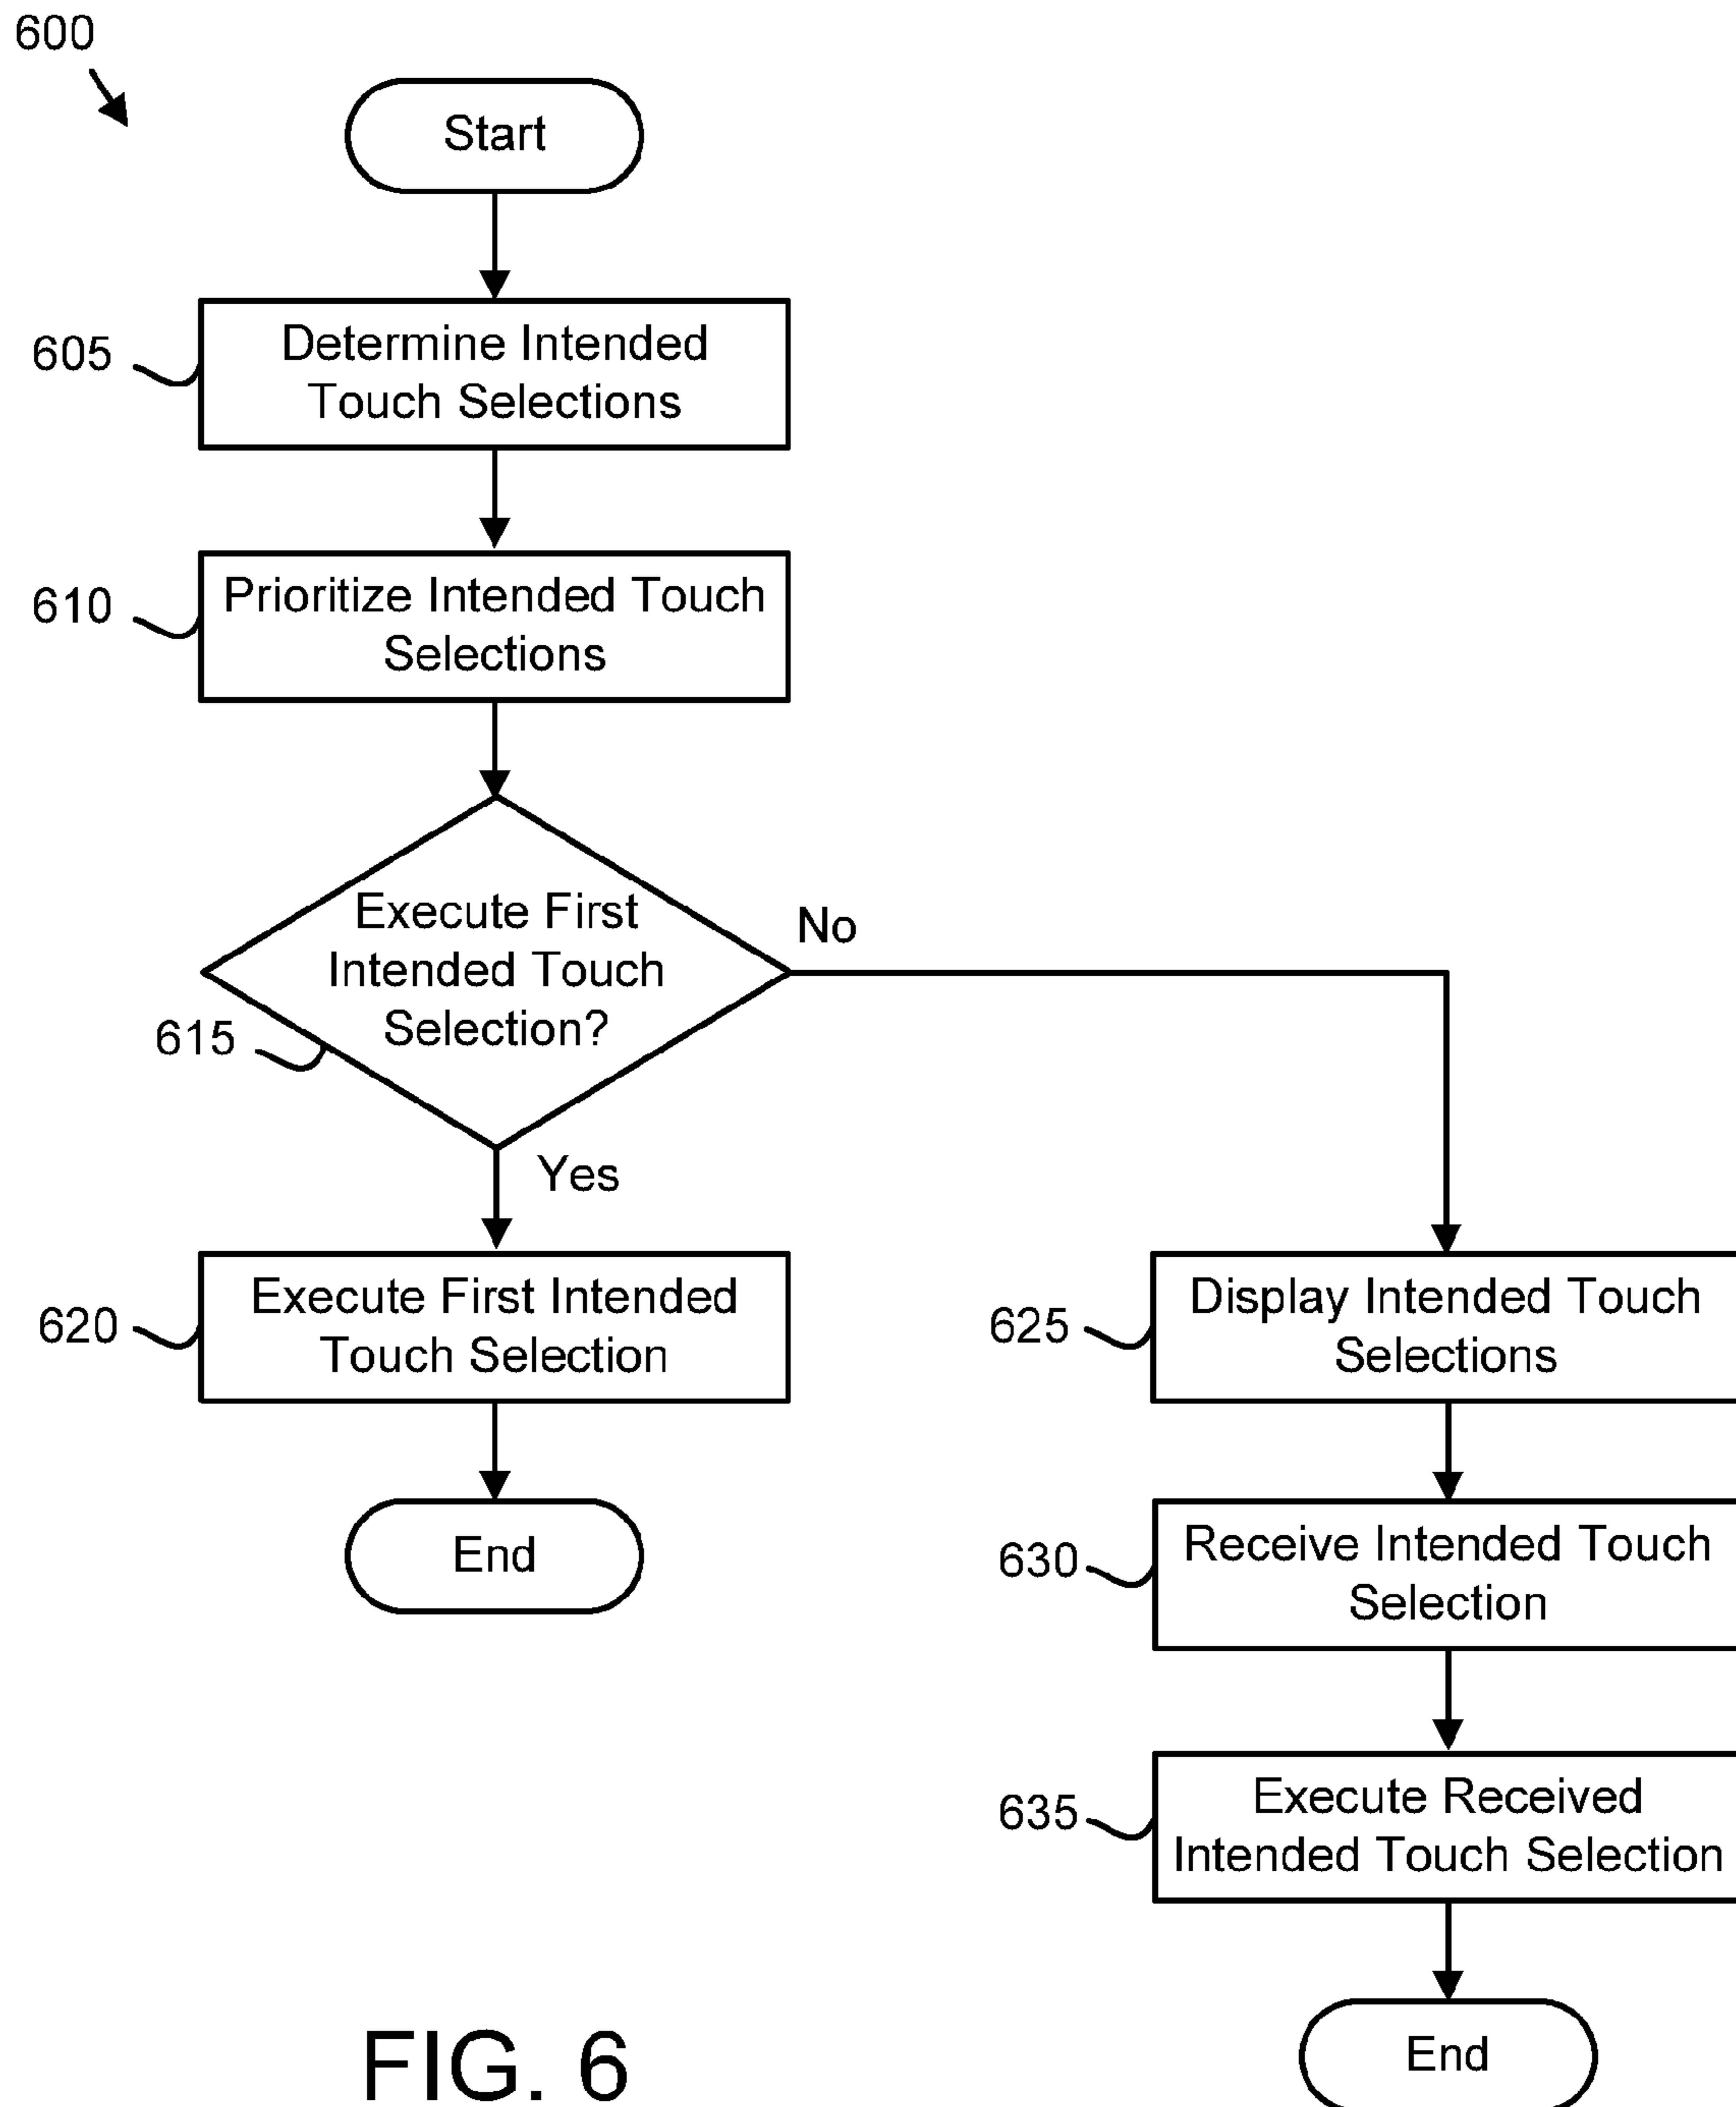 600
Start
605
Determine Intended
Touch Selections
610
Prioritize Intended Touch
Selections
Execute First
Intended Touch
Selection?
615
No
Yes
620
Execute First Intended
Touch Selection
End
625
Display Intended Touch
Selections
630
Receive Intended Touch
Selection
635
Execute Received
Intended Touch Selection
End
FIG. 6